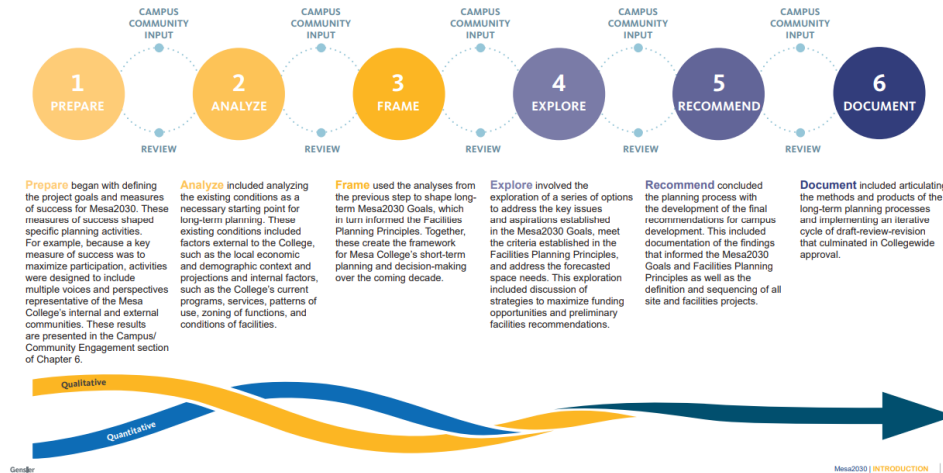 CAMPUS
COMMUNITY
INPUT
CAMPUS
COMMUNITY
INPUT
CAMPUS
COMMUNITY
INPUT
CAMPUS
COMMUNITY
INPUT
CAMPUS
COMMUNITY
INPUT
1
PREPARE
2
ANALYZE
3
FRAME
4
EXPLORE
5
RECOMMEND
6
DOCUMENT
REVIEW
REVIEW
REVIEW
REVIEW
REVIEW
Prepare began with defining
the project goals and measures
of success for Mesa2030. These
measures of success shaped
specific planning activities.
For example, because a key
measure of success was to
maximize participation, activities
were designed to include
multiple voices and perspectives
representative of the Mesa
College's internal and external
communities. These results
are presented in the Campus/
Community Engagement section
of Chapter 6.
Analyze included analyzing
the existing conditions as a
necessary starting point for
long-term planning. These
existing conditions included
factors external to the College,
such as the local economic
and demographic context and
projections and internal factors,
such as the College's current
programs, services, patterns of
use, zoning of functions, and
conditions of facilities.
Frame used the analyses from
the previous step to shape long-
term Mesa2030 Goals, which
in turn informed the Facilities
Planning Principles. Together,
these create the framework
for Mesa College's short-term
planning and decision-making
over the coming decade.
Explore involved the
exploration of a series of options
to address the key issues
and aspirations established
in the Mesa2030 Goals, meet
the criteria established in the
Facilities Planning Principles,
and address the forecasted
space needs. This exploration
included discussion of
strategies to maximize funding
opportunities and preliminary
facilities recommendations.
Recommend concluded
the planning process with
the development of the final
recommendations for campus
development. This included
documentation of the findings
that informed the Mesa2030
Goals and Facilities Planning
Principles as well as the
definition and sequencing of all
site and facilities projects.
Document included articulating
the methods and products of the
long-term planning processes
and implementing an iterative
cycle of draft-review-revision
that culminated in Collegewide
approval.
Qualitative
Quantitative
Mesa2030 | INTRODUCTION |